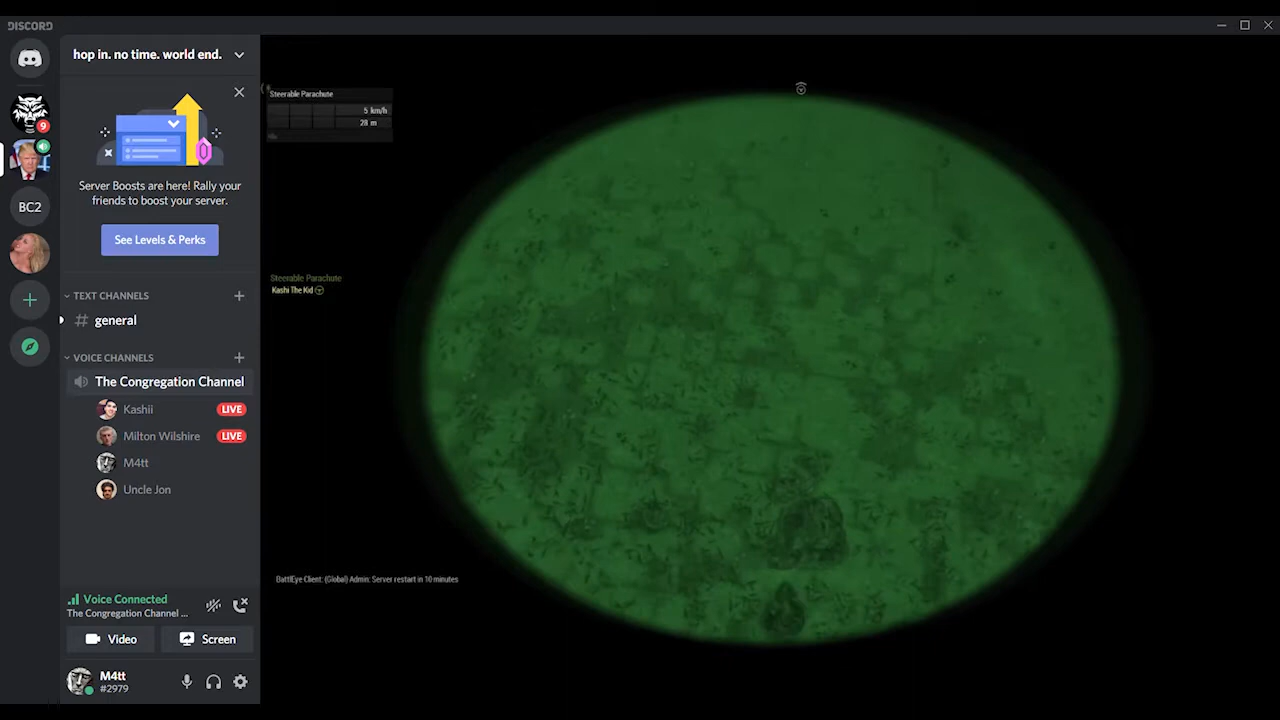 DISCORD
hop in. no time. world end.
9
BC2
Server Boosts are here! Rally your
friends to boost your server.
See Levels & Perks
TEXT CHANNELS
# general
VOICE CHANNELS
The Congregation Channel
Kashii LIVE
Milton Wilshire LIVE
M4tt
Uncle Jon
Voice Connected
The Congregation Channel ...
Video
Screen
M4tt
#2979
Steerable Parachute
5 km/h
28 m
Steerable Parachute
Kashi The Kid
BattlEye Client: (Global) Admin: Server restart in 10 minutes